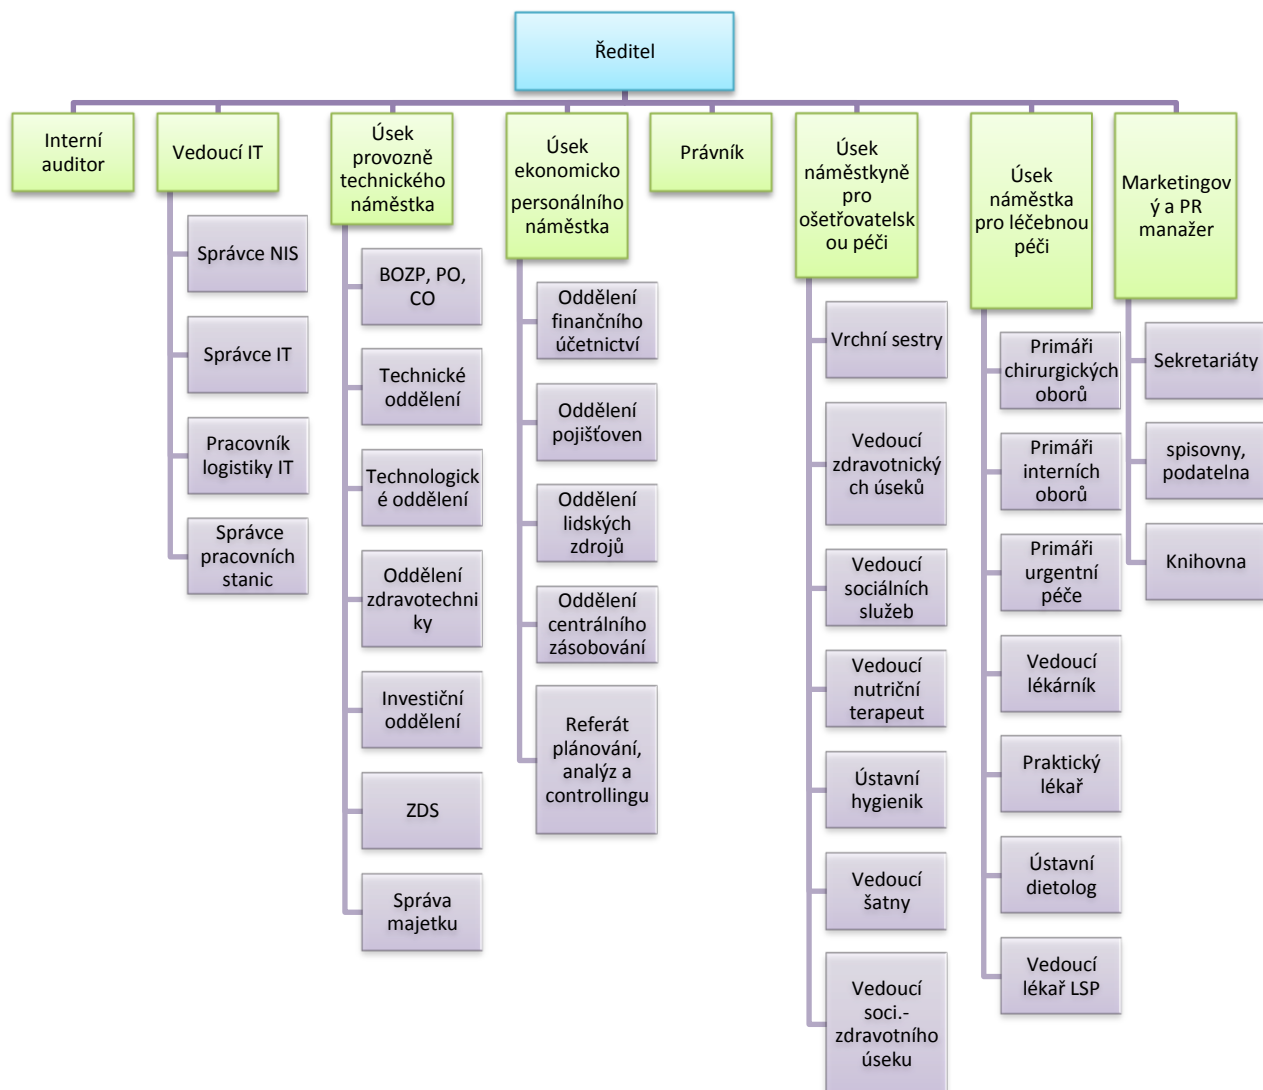 Ředitel
Interní
auditor
Vedoucí IT
Správce NIS
Správce IT
Pracovník
logistiky IT
Správce
pracovních
stanic
Úsek
provozně
technického
náměstka
BOZP, PO,
CO
Technické
oddělení
Technologick
é oddělení
Oddělení
zdravotechni
ky
Investiční
oddělení
ZDS
Správa
majetku
Úsek
ekonomicko
personálního
náměstka
Oddělení
finančního
účetnictví
Oddělení
pojišťoven
Oddělení
lidských
zdrojů
Oddělení
centrálního
zásobování
Referát
plánování,
analýz a
controllingu
Právník
Úsek
náměstkyně
pro
ošetřovatelsk
ou péči
Vrchní sestry
Vedoucí
zdravotnický
ch úseků
Vedoucí
sociálních
služeb
Vedoucí
nutriční
terapeut
Ústavní
hygienik
Vedoucí
šatny
Vedoucí
soci.-
zdravotního
úseku
Úsek
náměstka
pro léčebnou
péči
Primáři
chirurgických
oborů
Primáři
interních
oborů
Primáři
urgentní
péče
Vedoucí
lékárník
Praktický
lékař
Ústavní
dietolog
Vedoucí
lékař LSP
Marketingov
ý a PR
manažer
Sekretariáty
spisovny,
podatelna
Knihovna